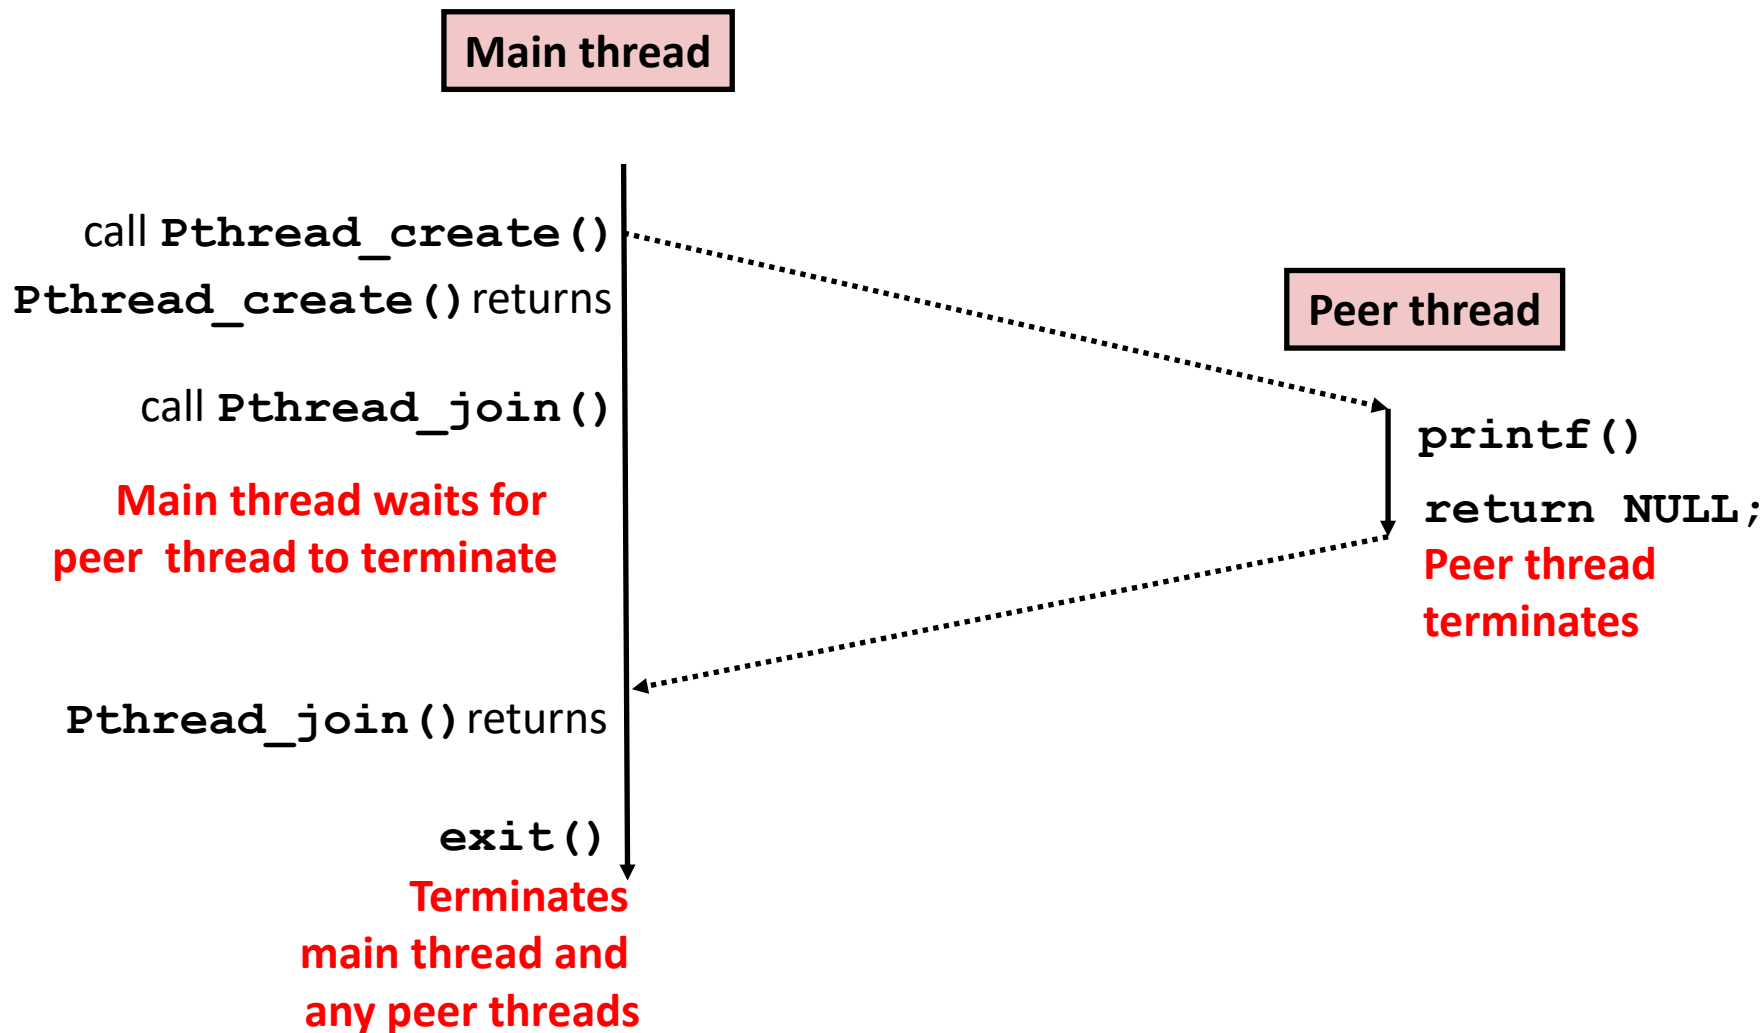 Main thread
call Pthread_create()
Pthread_create() returns
Peer thread
call Pthread_join()
printf()
Main thread waits for
peer thread to terminate
return NULL;
Peer thread
terminates
Pthread_join() returns
exit()
Terminates
main thread and
any peer threads